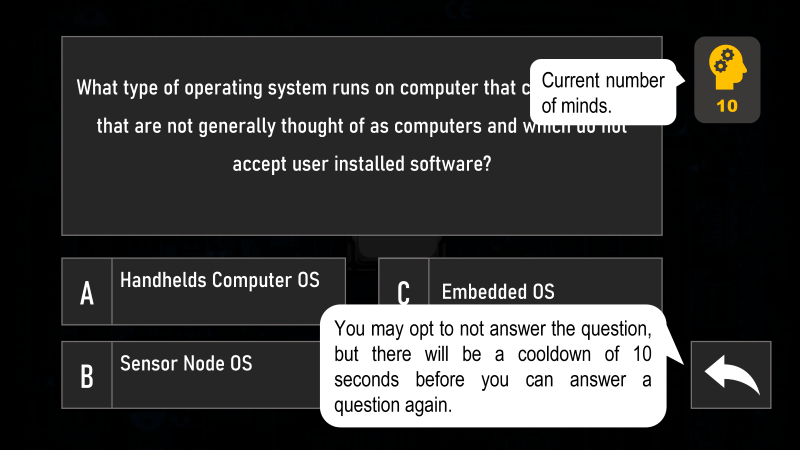 What type of operating system runs on computer that c
that are not generally thought of as computers and which do not
accept user installed software?
Current number
of minds.
10
A
Handhelds Computer OS
C
Embedded OS
B
Sensor Node OS
You may opt to not answer the question,
but there will be a cooldown of 10
seconds before you can answer a
question again.